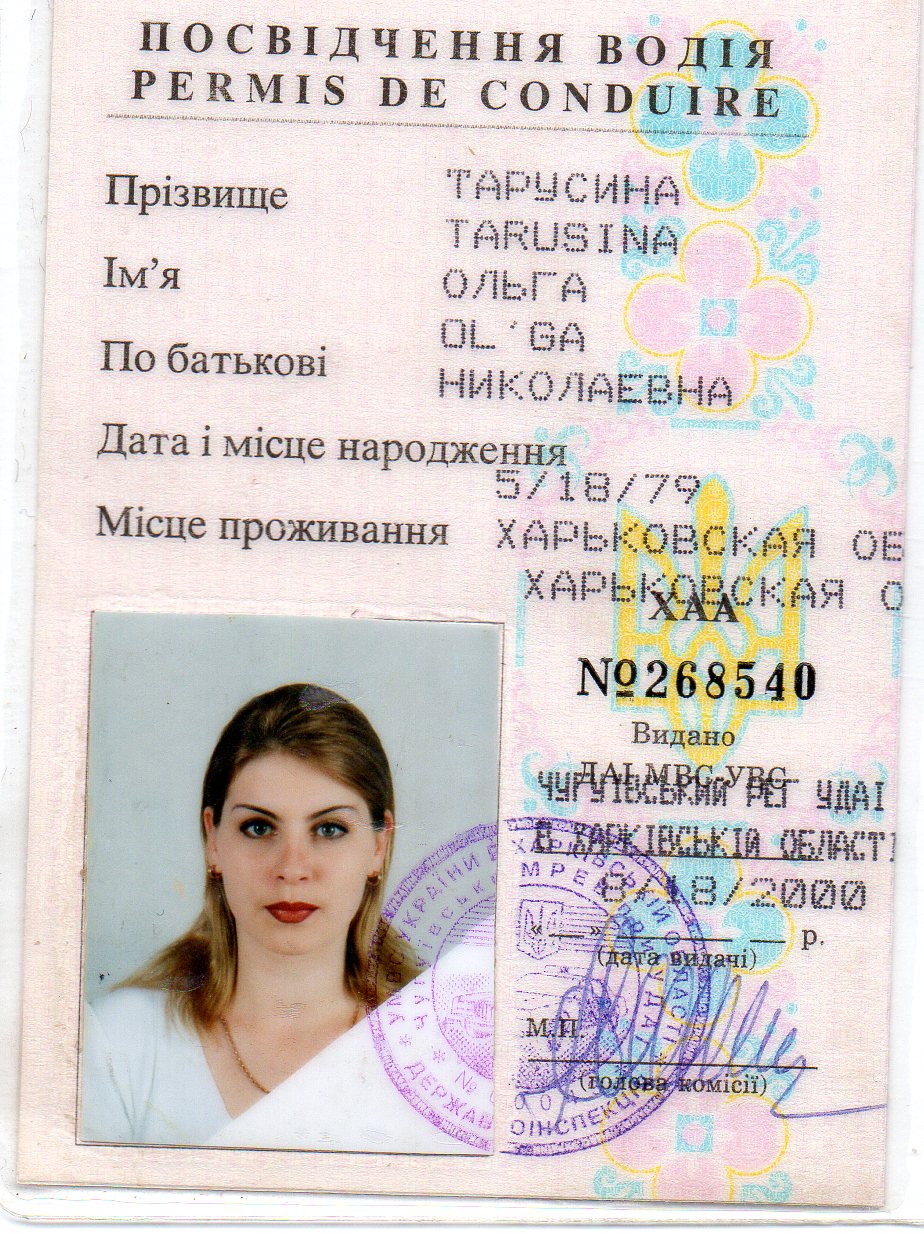 ПОСВІДЧЕННЯ ВОДІЯ
PERMIS DE CONDUIRE
Прізвище ТАРУСИНА
TARUSINA
Ім’я ОЛЬГА
OL'GA
По батькові НИКОЛАЕВНА
Дата і місце народження
5/18/79
Місце проживання ХАРЬКОВСКАЯ ОБ
ХАРЬКОВСКАЯ О
ХАА
№268540
Видано
ДАІ МВС-УВС
ЧУГУЇВСЬКИЙ РЕГ УДАІ
В ХАРКІВСЬКІЙ ОБЛАСТІ
8/18/2000
«__» ____ р.
(дата видачі)
М.П.
(голова комісії)